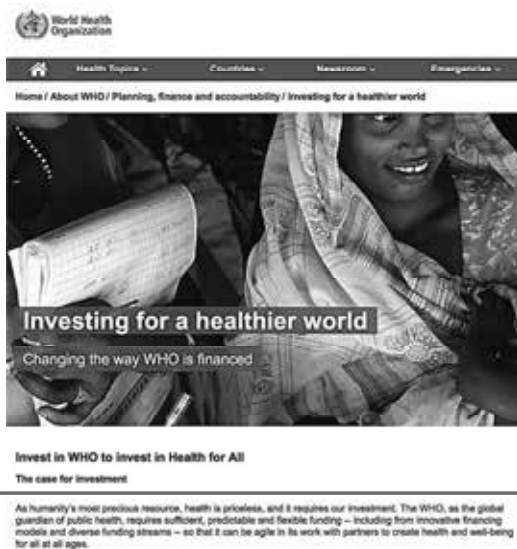 World Health
Organization
Health Topics
Countries
Newsroom
Emergencies
Home / About WHO / Planning, finance and accountability / Investing for a healthier world
Investing for a healthier world
Changing the way WHO is financed
Invest in WHO to invest in Health for All
The case for investment
As humanity's most precious resource, health is priceless, and it requires our investment. The WHO, as the global
guardian of public health, requires sufficient, predictable and flexible funding – including from innovative financing
models and diverse funding streams – so that it can be agile in its work with partners to create health and well-being
for all at all ages.